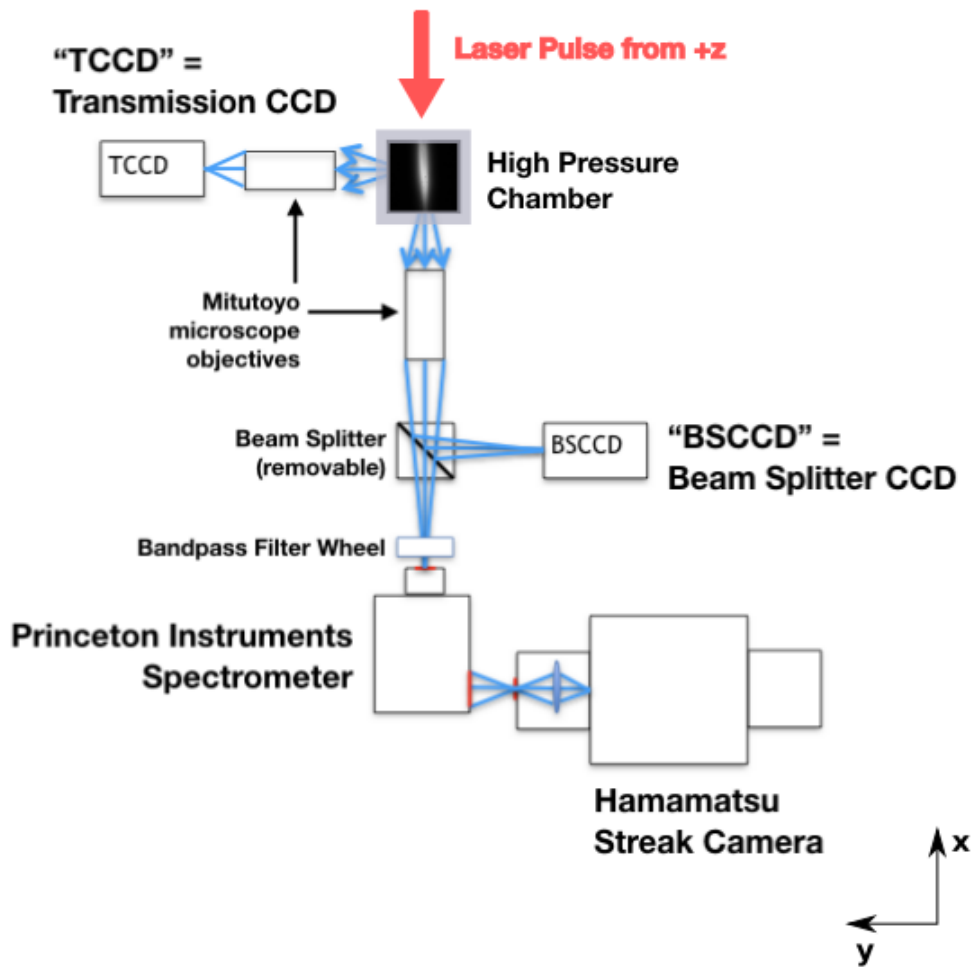 Laser Pulse from +z
“TCCD” =
Transmission CCD
TCCD
High Pressure
Chamber
Mitutoyo
microscope
objectives
Beam Splitter
(removable)
BSCCD
“BSCCD” =
Beam Splitter CCD
Bandpass Filter Wheel
Princeton Instruments
Spectrometer
Hamamatsu
Streak Camera
x
y